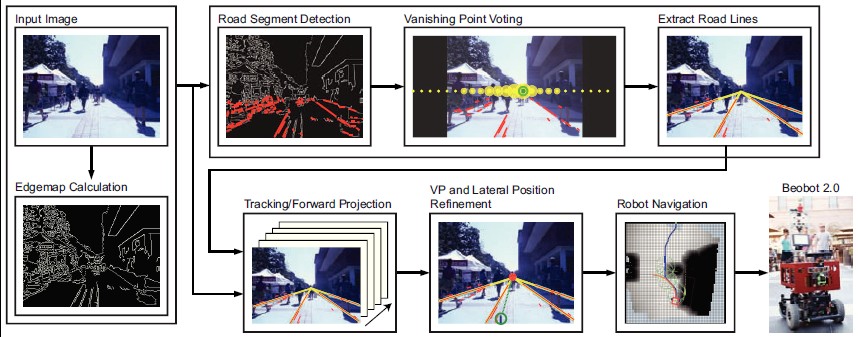 Input Image
Road Segment Detection
Vanishing Point Voting
Extract Road Lines
Edgemap Calculation
Tracking/Forward Projection
VP and Lateral Position
Refinement
Robot Navigation
Beobot 2.0